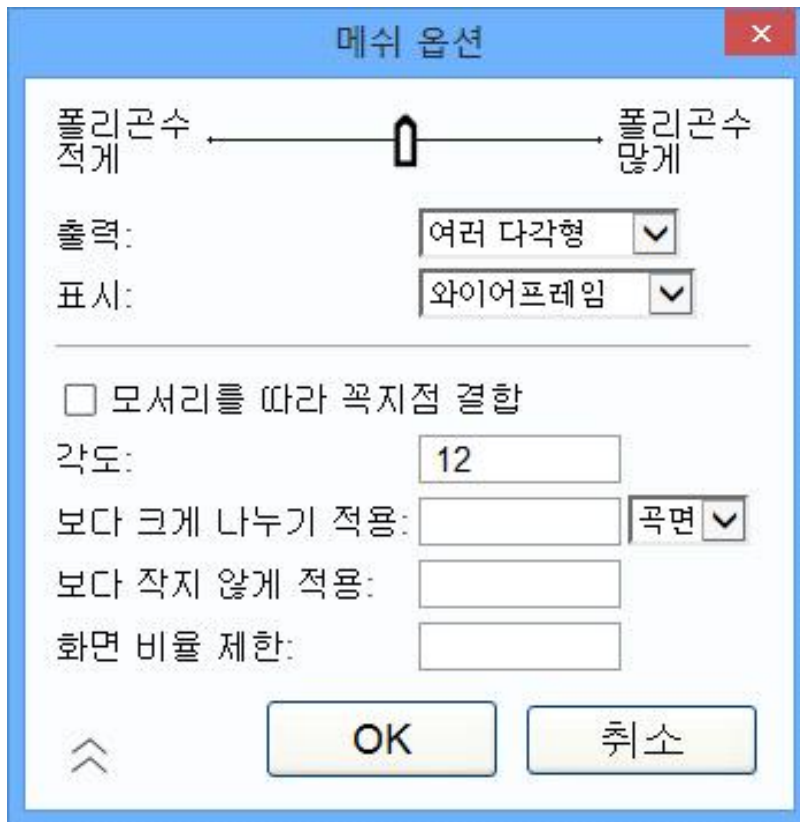 메쉬 옵션
폴리곤수
적게
폴리곤수
많게
출력: 여러 다각형
표시: 와이어프레임
모서리를 따라 꼭지점 결합
각도: 12
보다 크게 나누기 적용: 곡면
보다 작지 않게 적용:
화면 비율 제한:
OK 취소